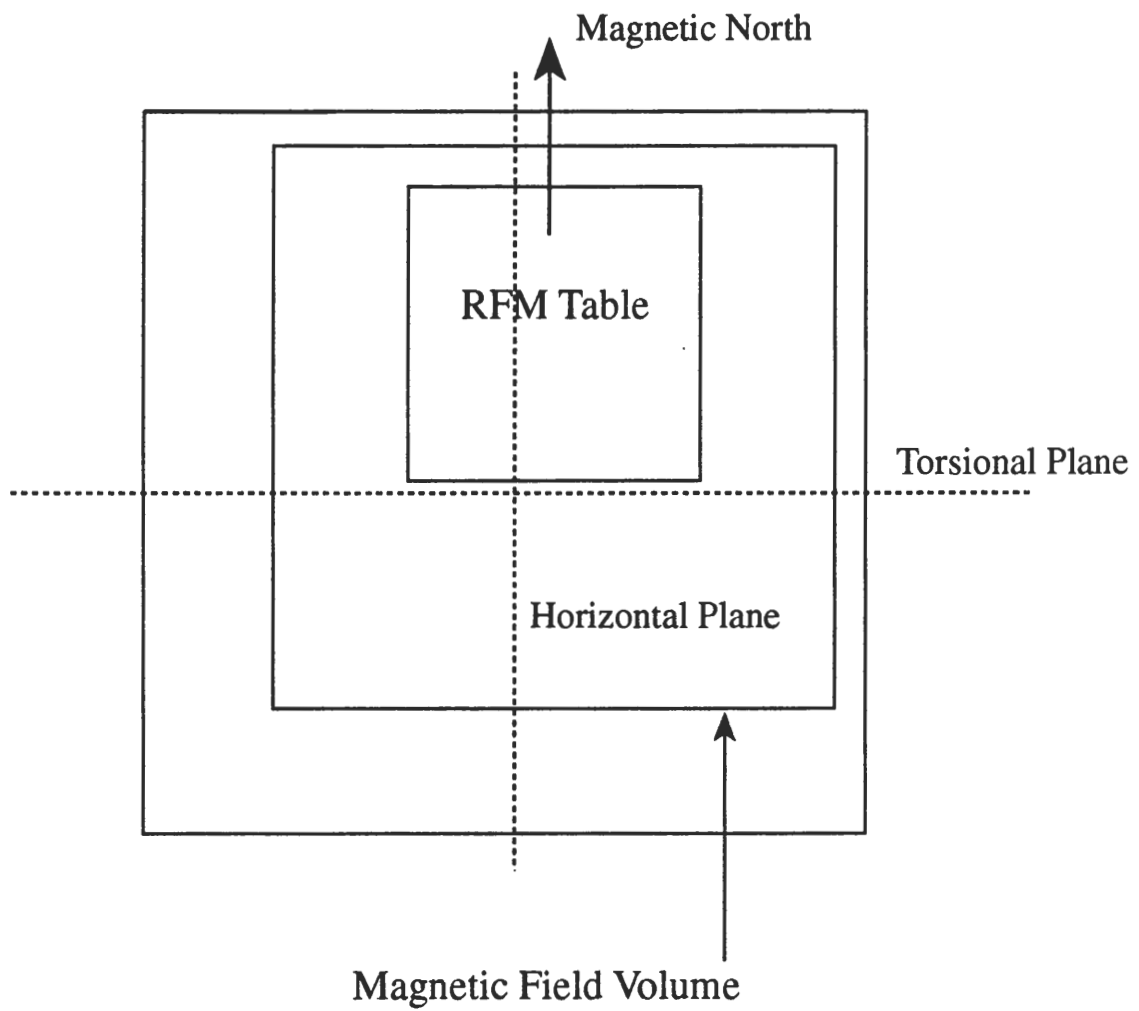 Magnetic North
RFM Table
Torsional Plane
Horizontal Plane
Magnetic Field Volume